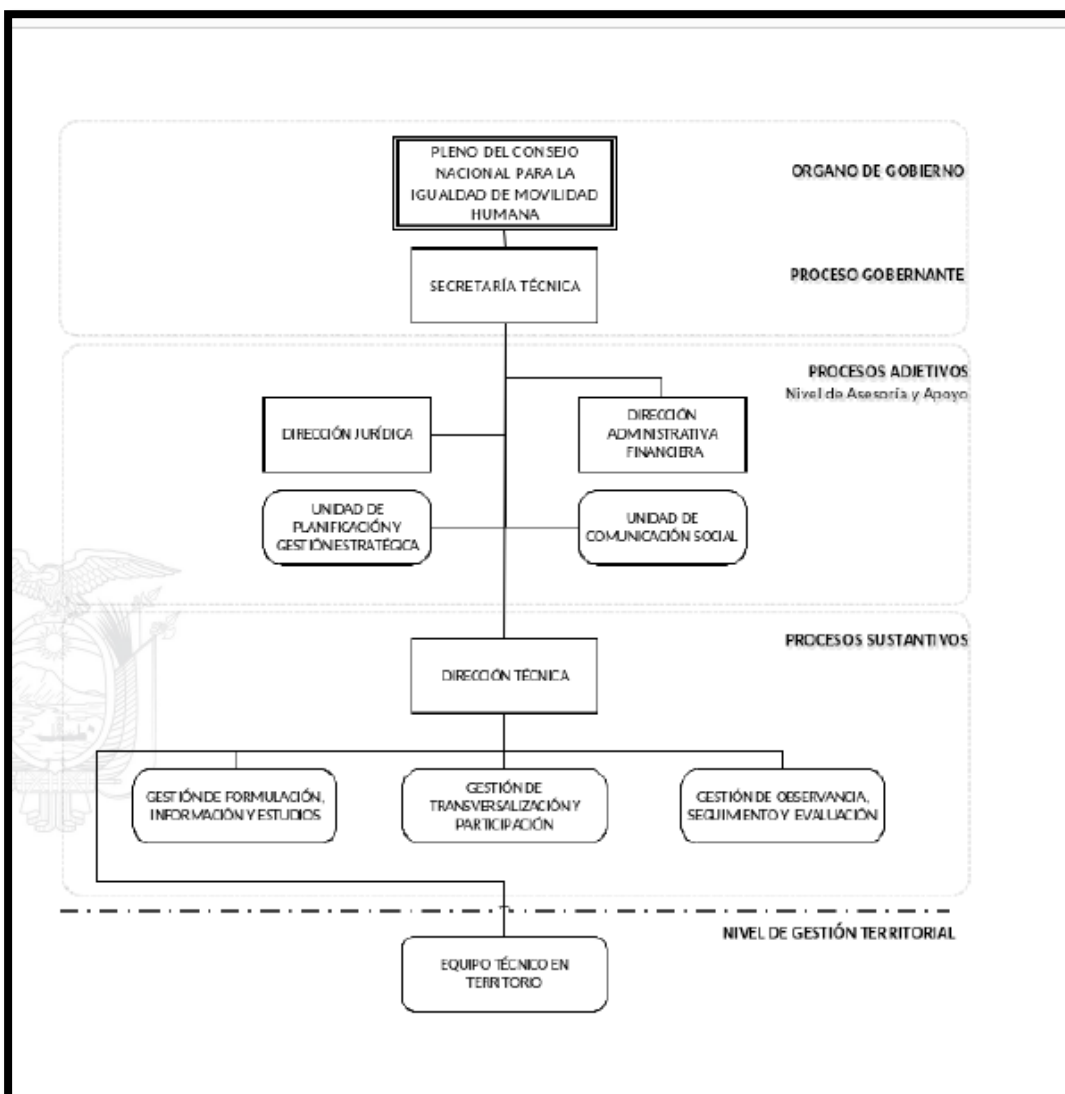 PLENO DEL CONSEJO
NACIONAL PARA LA
IGUALDAD DE MOVILIDAD
HUMANA
ORGANO DE GOBIERNO
SECRETARÍA TÉCNICA
PROCESO GOBERNANTE
PROCESOS ADJETIVOS
Nivel de Asesoría y Apoyo
DIRECCIÓN JURÍDICA
DIRECCIÓN
ADMINISTRATIVA
FINANCIERA
UNIDAD DE
PLANIFICACIÓN Y
GESTIÓN ESTRATÉGICA
UNIDAD DE
COMUNICACIÓN SOCIAL
PROCESOS SUSTANTIVOS
DIRECCIÓN TÉCNICA
GESTIÓN DE FORMULACIÓN,
INFORMACIÓN Y ESTUDIOS
GESTIÓN DE
TRANSVERSALIZACIÓN Y
PARTICIPACIÓN
GESTIÓN DE OBSERVANCIA,
SEGUIMIENTO Y EVALUACIÓN
NIVEL DE GESTIÓN TERRITORIAL
EQUIPO TÉCNICO EN
TERRITORIO